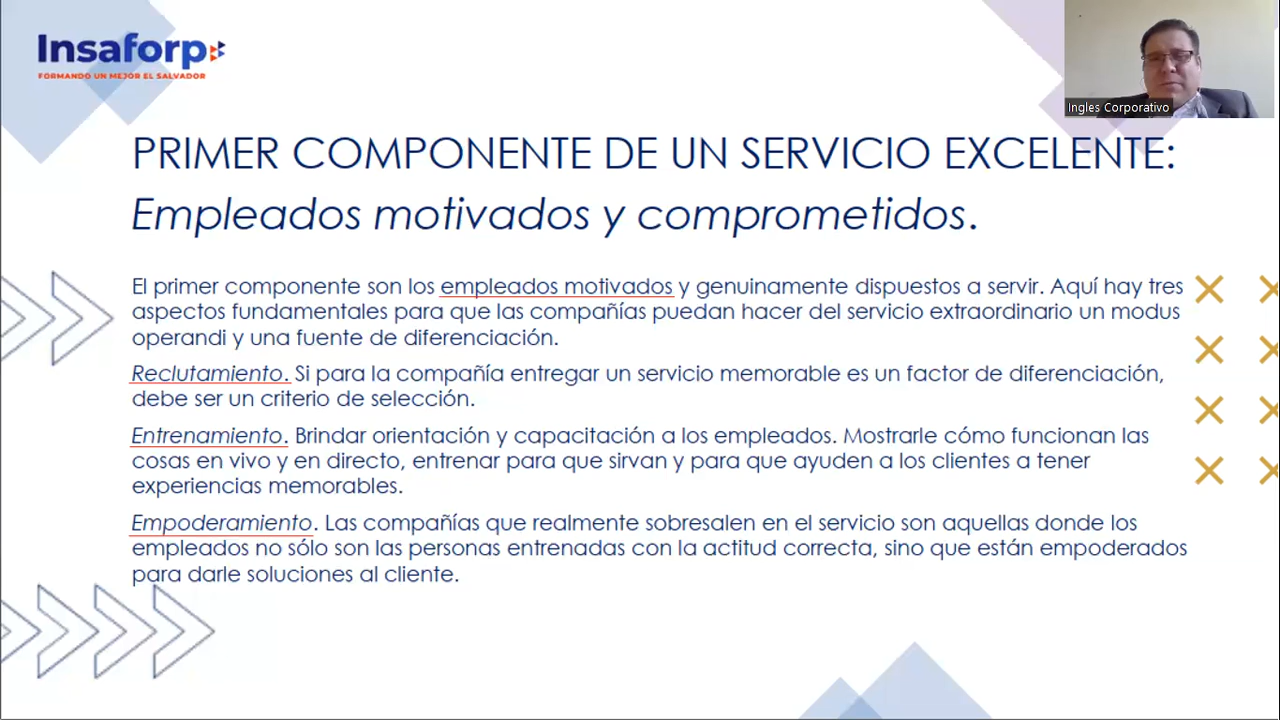 Insaforp
FORMANDO UN MEJOR EL SALVADOR
Ingles Corporativo
PRIMER COMPONENTE DE UN SERVICIO EXCELENTE:
Empleados motivados y comprometidos.
El primer componente son los empleados motivados y genuinamente dispuestos a servir. Aquí hay tres
aspectos fundamentales para que las compañías puedan hacer del servicio extraordinario un modus
operandi y una fuente de diferenciación.
Reclutamiento. Si para la compañía entregar un servicio memorable es un factor de diferenciación,
debe ser un criterio de selección.
Entrenamiento. Brindar orientación y capacitación a los empleados. Mostrarle cómo funcionan las
cosas en vivo y en directo, entrenar para que sirvan y para que ayuden a los clientes a tener
experiencias memorables.
Empoderamiento. Las compañías que realmente sobresalen en el servicio son aquellas donde los
empleados no sólo son las personas entrenadas con la actitud correcta, sino que están empoderados
para darle soluciones al cliente.